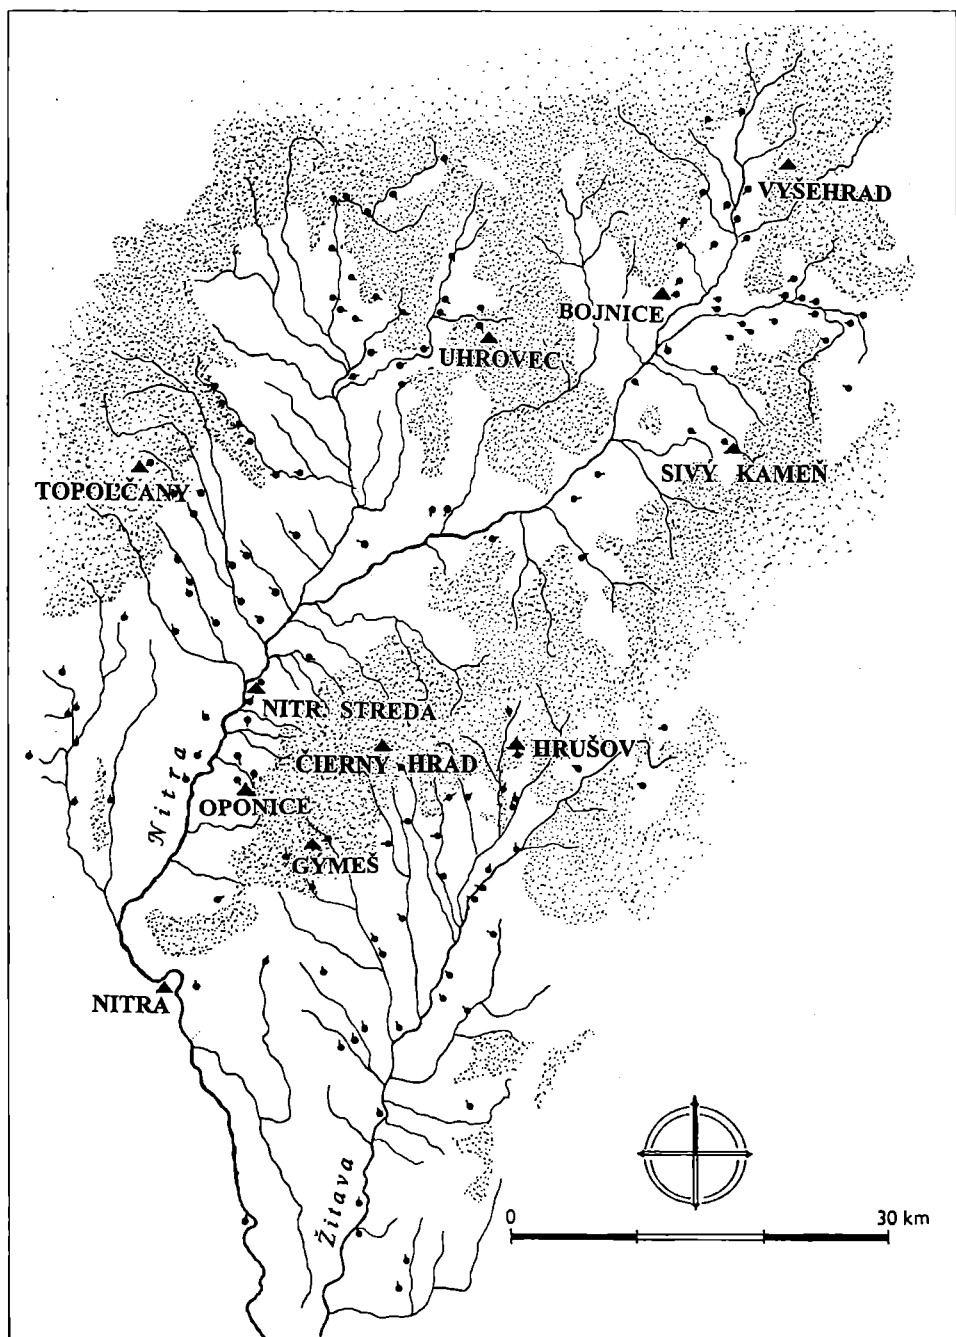 VYŠEHRAD
BOJNICE
UHROVEC
SIVÝ KAMEŇ
TOPOĽČANY
NITR. STREDA
ČIERNY HRAD
HRUŠOV
OPONICE
Nitra
GYMEŠ
NITRA
Žitava
0 30 km